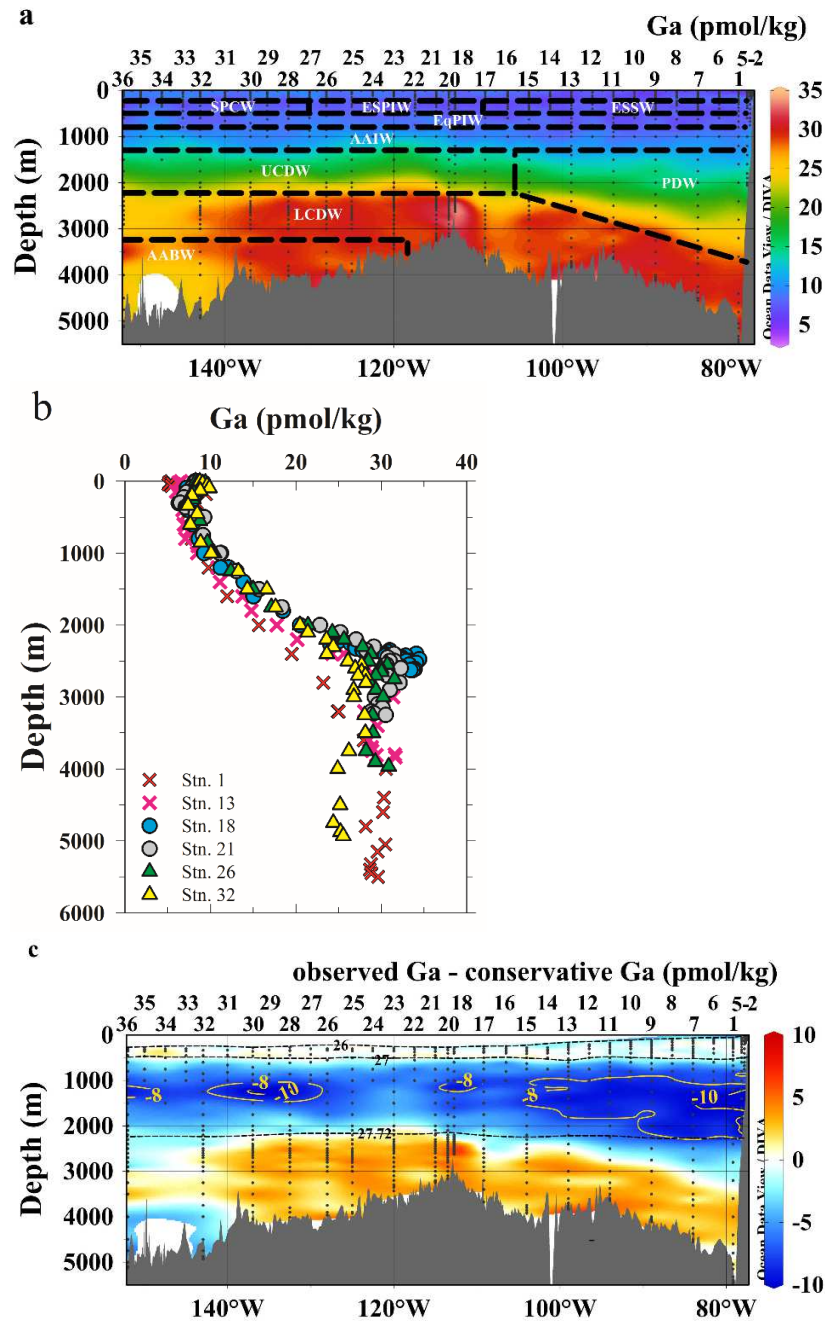 a
Ga (pmol/kg)
35 33 31 29 27 25 23 21 18 16 14 12 10 8 6 5-2
36 34 32 30 28 26 24 22 20 17 15 13 11 9 7 1
0
1000
2000
3000
4000
5000
Depth (m)
SPCW ESPIW ESSW
EqPIW
AAIW
UCDW PDW
LCDW
AABW
35
30
25
20
15
10
5
Ocean Data View / DIVA
140°W 120°W 100°W 80°W
b
Ga (pmol/kg)
0 10 20 30 40
0
1000
2000
3000
4000
5000
6000
Depth (m)
Stn. 1
Stn. 13
Stn. 18
Stn. 21
Stn. 26
Stn. 32
c
observed Ga - conservative Ga (pmol/kg)
35 33 31 29 27 25 23 21 18 16 14 12 10 8 6 5-2
36 34 32 30 28 26 24 22 20 17 15 13 11 9 7 1
0
1000
2000
3000
4000
5000
Depth (m)
26
27
-8 -10 -8 -8 -10
27.72
10
5
0
-5
-10
Ocean Data View / DIVA
140°W 120°W 100°W 80°W